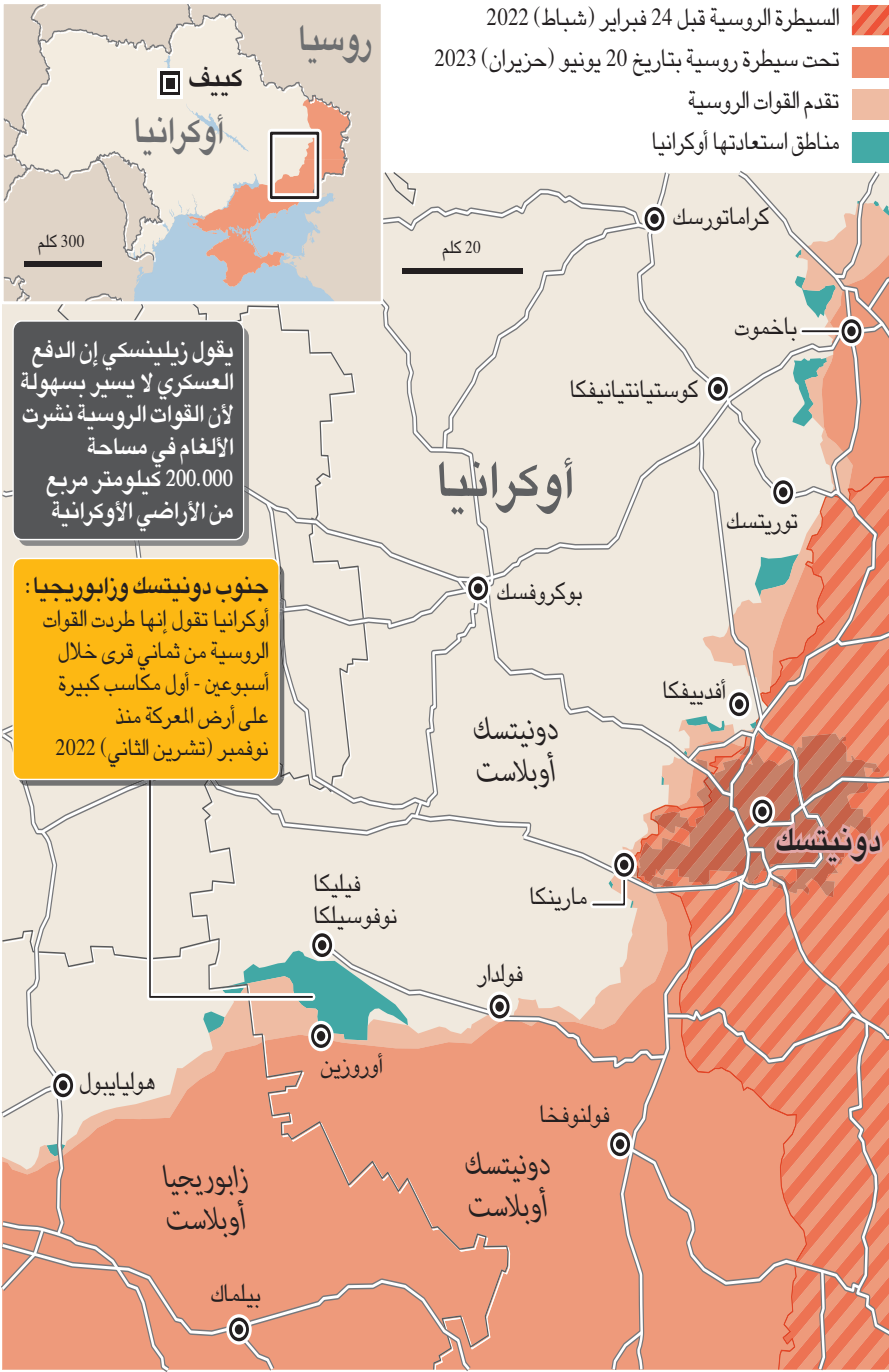 السيطرة الروسية قبل 24 فبراير (شباط) 2022
تحت سيطرة روسية بتاريخ 20 يونيو (حزيران) 2023
تقدم القوات الروسية
مناطق استعادتها أوكرانيا
روسيا
كييف
أوكرانيا
300 كلم
20 كلم
كراماتورسك
باخموت
كوستيانتيانيفكا
أوكرانيا
توريتسك
بوكروفسك
يقول زيلينسكي إن الدفع
العسكري لا يسير بسهولة
لأن القوات الروسية نشرت
الألغام في مساحة
200.000 كيلومتر مربع
من الأراضي الأوكرانية
جنوب دونيتسك وزابوريجيا :
أوكرانيا تقول إنها طردت القوات
الروسية من ثماني قرى خلال
أسبوعين - أول مكاسب كبيرة
على أرض المعركة منذ
نوفمبر (تشرين الثاني) 2022
أفدييفكا
دونيتسك
أوبلاست
دونيتسك
مارينكا
فيليكا
نوفوسيلكا
فولدار
أوروزين
هوليايبول
فولنوفخا
دونيتسك
أوبلاست
زابوريجيا
أوبلاست
بيلماك